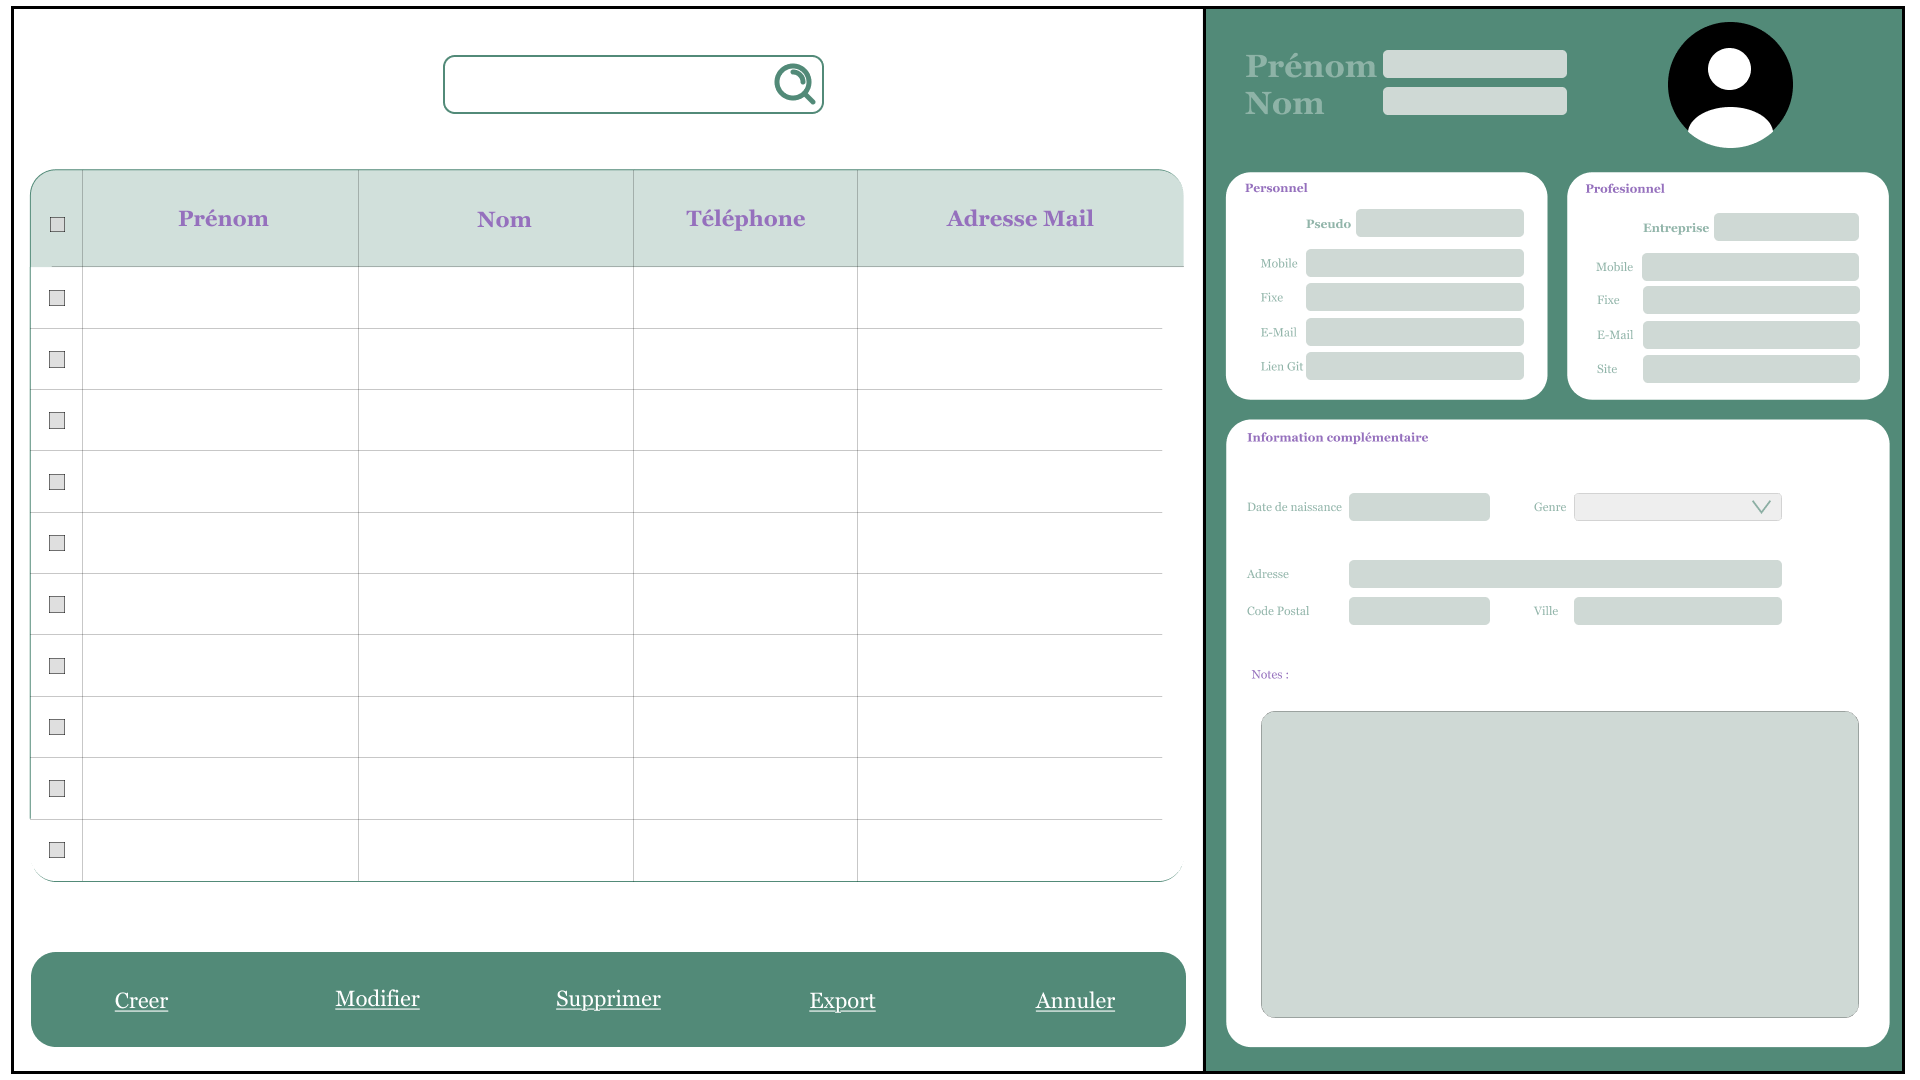 Prénom Nom Téléphone Adresse Mail
Creer Modifier Supprimer Export Annuler
Prénom
Nom
Personnel
Pseudo
Mobile
Fixe
E-Mail
Lien Git
Profesionnel
Entreprise
Mobile
Fixe
E-Mail
Site
Information complémentaire
Date de naissance Genre
Adresse
Code Postal Ville
Notes :